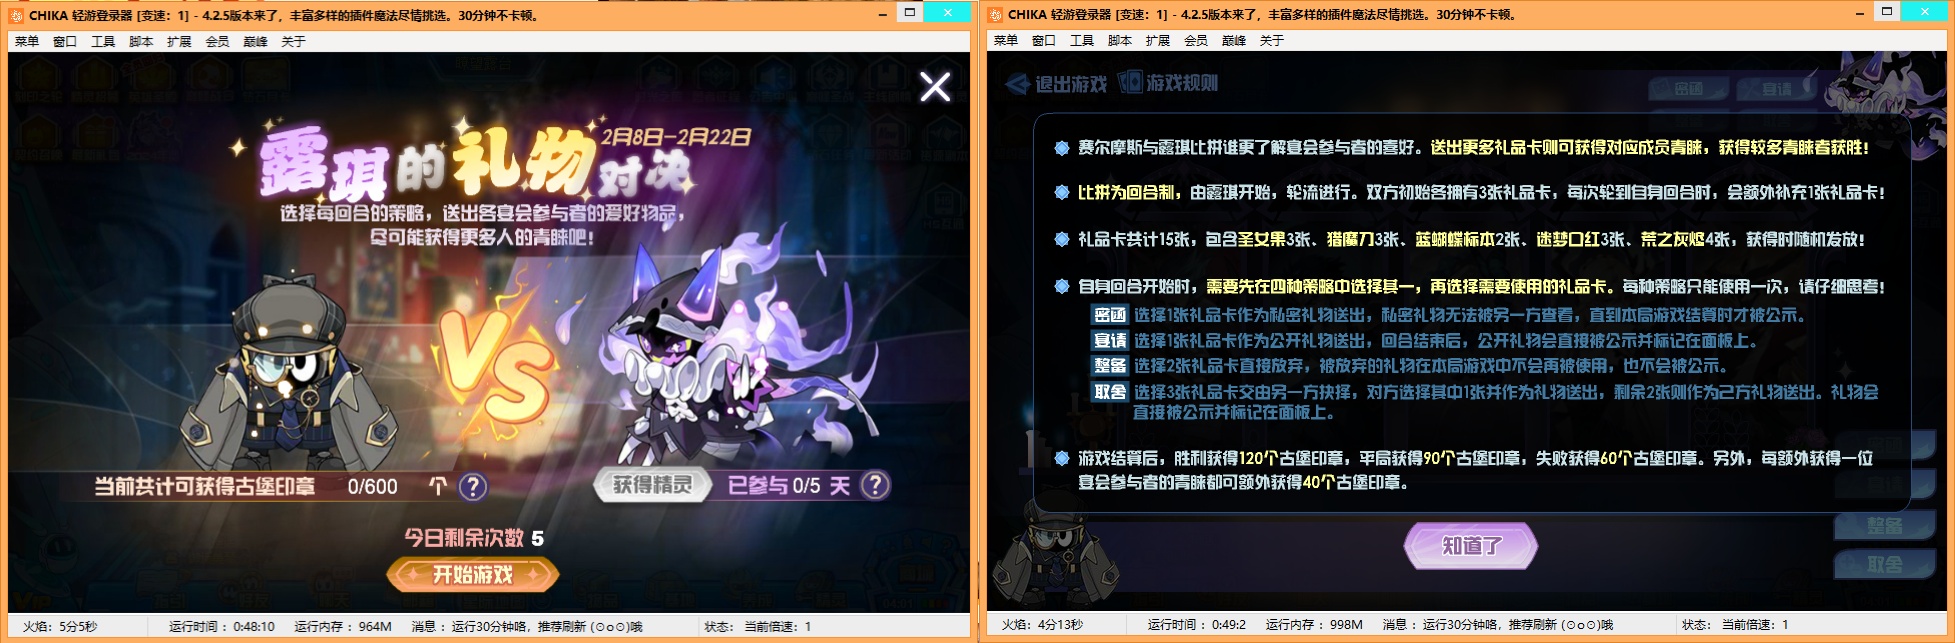 CHIKA 轻游登录器 [变速：1] - 4.2.5版本来了，丰富多样的插件魔法尽情挑选。30分钟不卡顿。
菜单 窗口 工具 脚本 扩展 会员 巅峰 关于
露琪的礼物对决
2月8日-2月22日
选择每回合的策略，送出各宴会参与者的爱好物品，
尽可能获得更多人的青睐吧！
VS
当前共计可获得古堡印章 0/600 个 ?
获得精灵 已参与 0/5 天 ?
今日剩余次数 5
开始游戏
火焰：5分5秒 运行时间：0:48:10 运行内存：964M 消息：运行30分钟咯，推荐刷新 (⊙o⊙)哦 状态： 当前倍速：1
CHIKA 轻游登录器 [变速：1] - 4.2.5版本来了，丰富多样的插件魔法尽情挑选。30分钟不卡顿。
菜单 窗口 工具 脚本 扩展 会员 巅峰 关于
退出游戏 游戏规则
密函 宴请
赛尔摩斯与露琪比拼谁更了解宴会参与者的喜好。送出更多礼品卡则可获得对应成员青睐，获得较多青睐者获胜！
比拼为回合制，由露琪开始，轮流进行。双方初始各拥有3张礼品卡，每次轮到自身回合时，会额外补充1张礼品卡！
礼品卡共计15张，包含圣女果3张、猎魔刀3张、蓝蝴蝶标本2张、迷梦口红3张、荒之灰烬4张，获得时随机发放！
自身回合开始时，需要先在四种策略中选择其一，再选择需要使用的礼品卡。每种策略只能使用一次，请仔细思考！
密函 选择1张礼品卡作为私密礼物送出，私密礼物无法被另一方查看，直到本局游戏结算时才被公示。
宴请 选择1张礼品卡作为公开礼物送出，回合结束后，公开礼物会直接被公示并标记在面板上。
整备 选择2张礼品卡直接放弃，被放弃的礼物在本局游戏中不会再被使用，也不会被公示。
取舍 选择3张礼品卡交由另一方抉择，对方选择其中1张并作为礼物送出，剩余2张则作为己方礼物送出。礼物会
直接被公示并标记在面板上。
游戏结算后，胜利获得120个古堡印章，平局获得90个古堡印章，失败获得60个古堡印章。另外，每额外获得一位
宴会参与者的青睐都可额外获得40个古堡印章。
知道了
整备
取舍
火焰：4分13秒 运行时间：0:49:2 运行内存：998M 消息：运行30分钟咯，推荐刷新 (⊙o⊙)哦 状态： 当前倍速：1